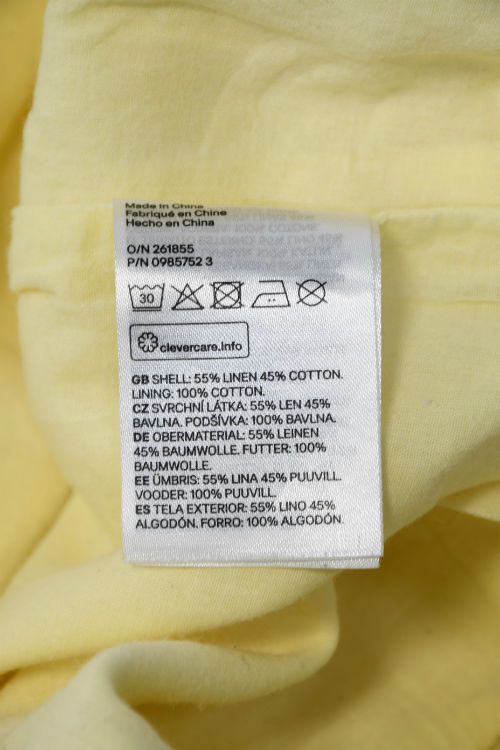 Made in China
Fabriqué en Chine
Hecho en China
O/N 261855
P/N 0985752 3
30
clevercare.info
GB SHELL: 55% LINEN 45% COTTON.
LINING: 100% COTTON.
CZ SVRCHNÍ LÁTKA: 55% LEN 45%
BAVLNA. PODŠÍVKA: 100% BAVLNA.
DE OBERMATERIAL: 55% LEINEN
45% BAUMWOLLE. FUTTER: 100%
BAUMWOLLE.
EE ÜMBRIS: 55% LINA 45% PUUVILL.
VOODER: 100% PUUVILL.
ES TELA EXTERIOR: 55% LINO 45%
ALGODÓN. FORRO: 100% ALGODÓN.